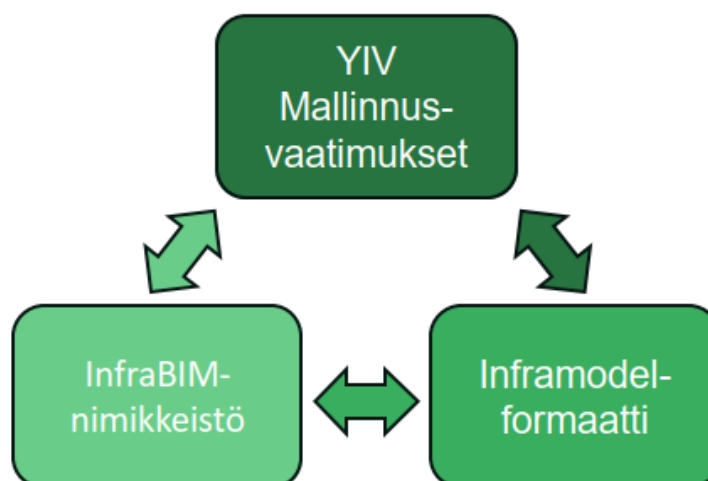 YIV
Mallinnus-
vaatimukset
InfraBIM-
nimikkeistö
Inframodel-
formaatti